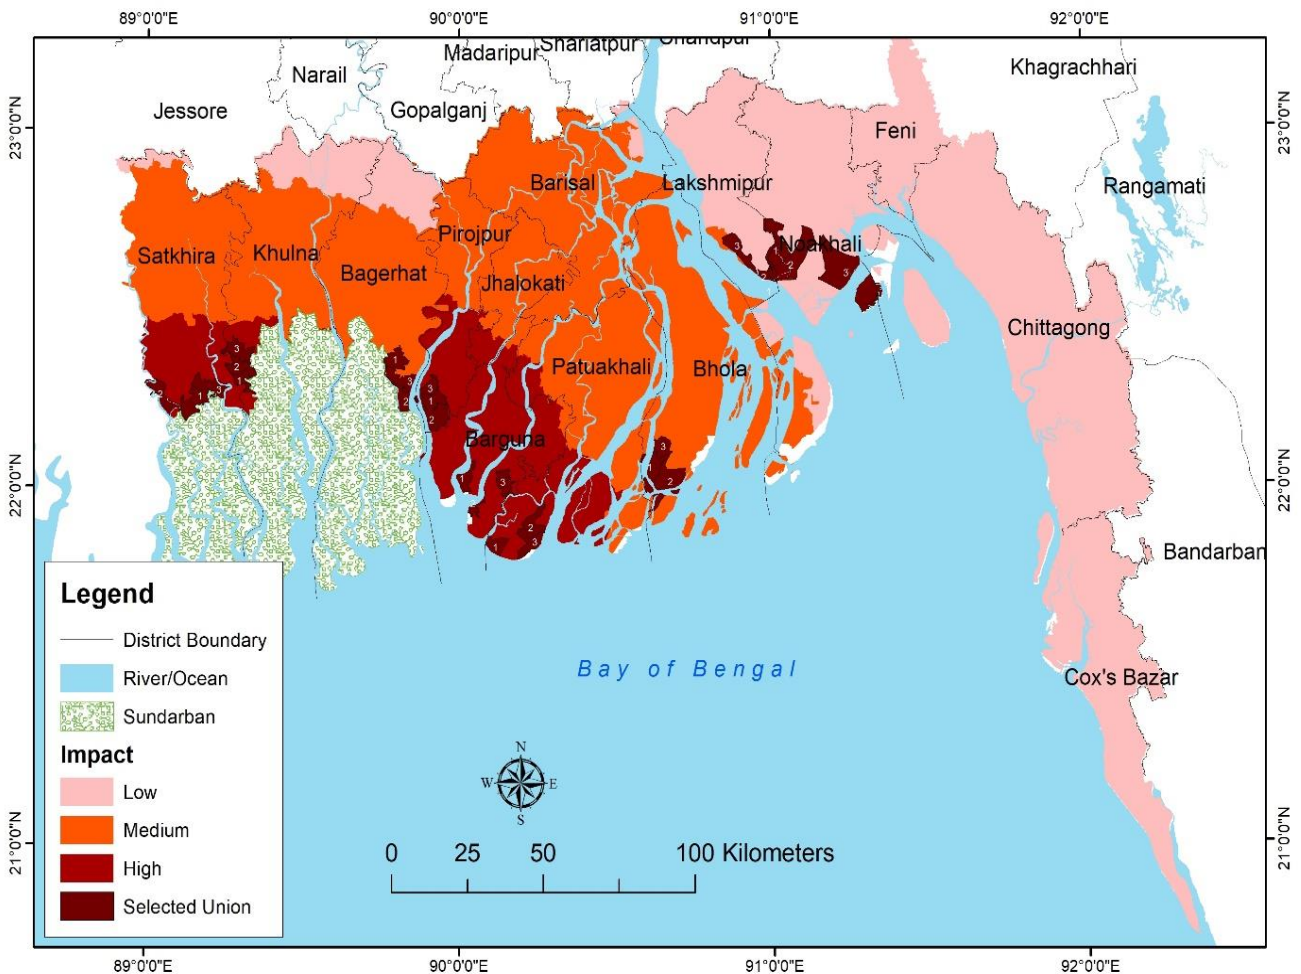 89°0'0"E 90°0'0"E 91°0'0"E 92°0'0"E
Shariatpur
Madaripur
Khagrachhari
Narail
Jessore
Gopalganj
23°0'0"N
23°0'0"N
Feni
Barisal
Lakshmipur
Rangamati
Pirojpur
Satkhira
Khulna
Noakhali
Bagerhat
Jhalokati
Chittagong
Patuakhali
Bhola
Barguna
22°0'0"N
22°0'0"N
Bandarban
Legend
District Boundary
River/Ocean
Sundarban
Impact
Low
Medium
High
Selected Union
Bay of Bengal
Cox's Bazar
N
W E
S
0 25 50 100 Kilometers
21°0'0"N
21°0'0"N
89°0'0"E 90°0'0"E 91°0'0"E 92°0'0"E